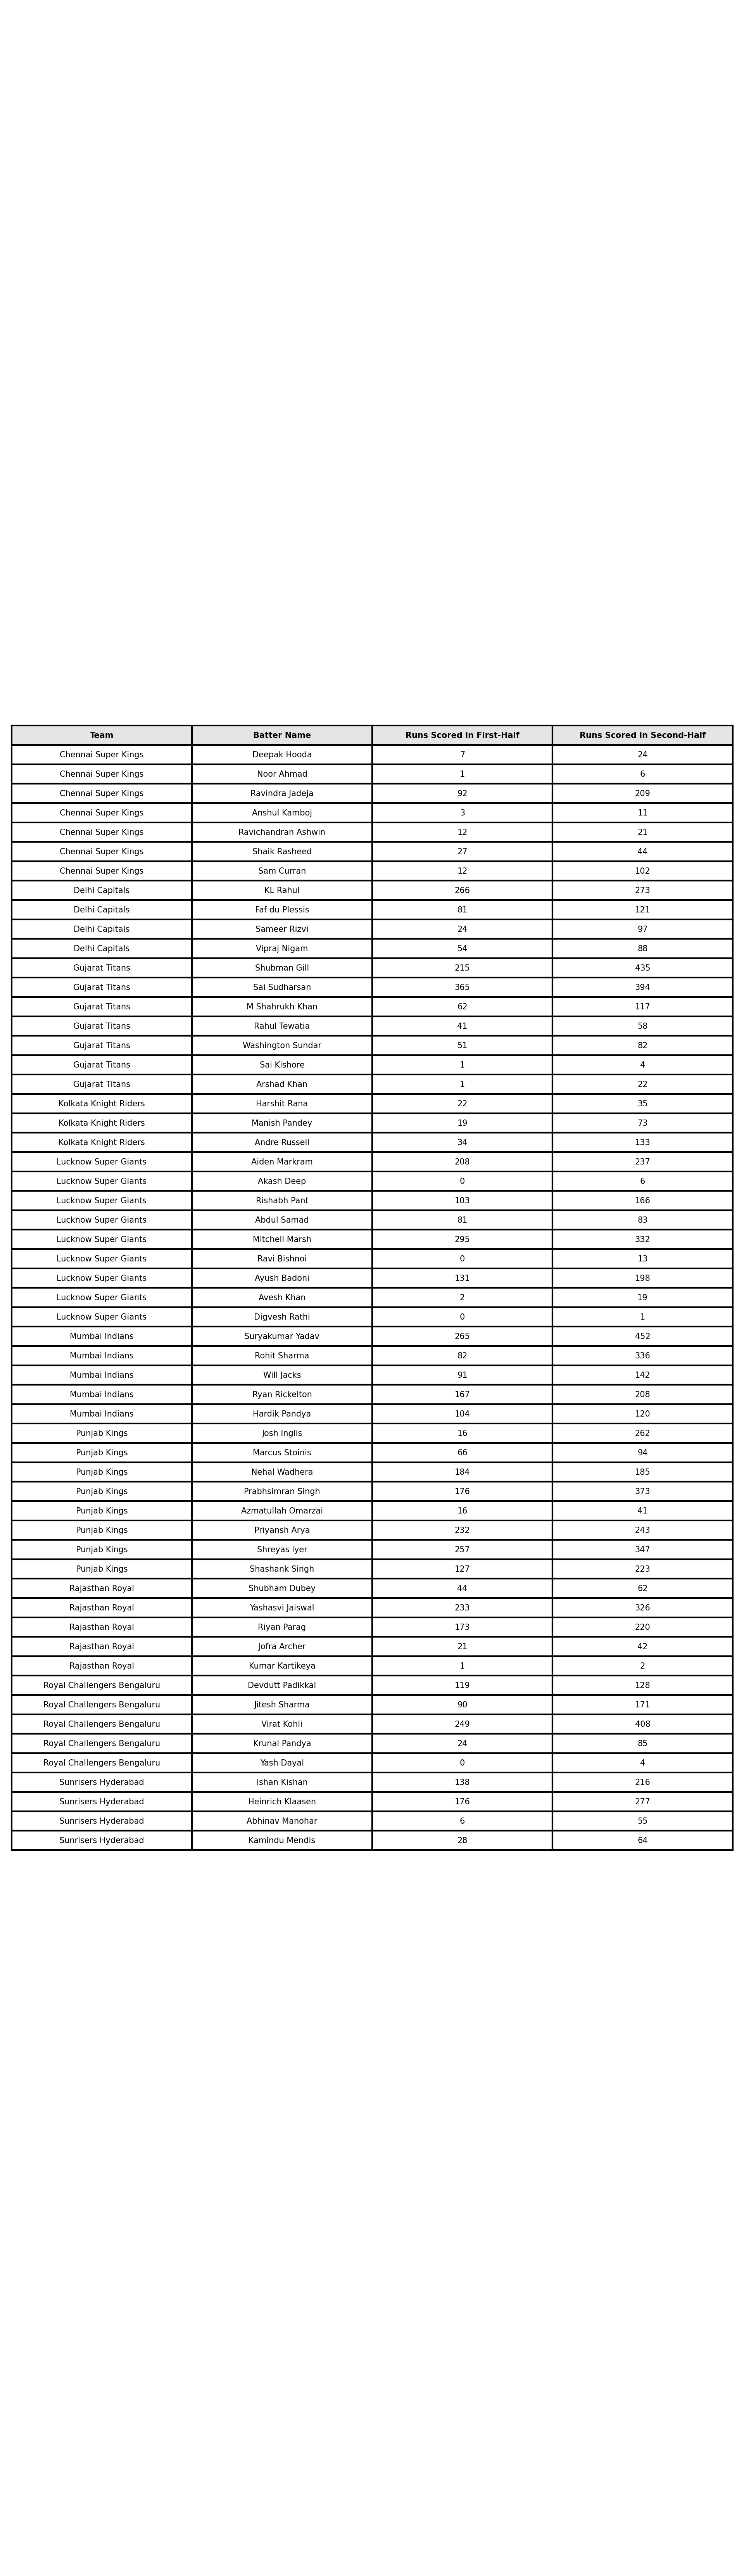 Team Batter Name Runs Scored in First-Half Runs Scored in Second-Half
Chennai Super Kings Deepak Hooda 7 24
Chennai Super Kings Noor Ahmad 1 6
Chennai Super Kings Ravindra Jadeja 92 209
Chennai Super Kings Anshul Kamboj 3 11
Chennai Super Kings Ravichandran Ashwin 12 21
Chennai Super Kings Shaik Rasheed 27 44
Chennai Super Kings Sam Curran 12 102
Delhi Capitals KL Rahul 266 273
Delhi Capitals Faf du Plessis 81 121
Delhi Capitals Sameer Rizvi 24 97
Delhi Capitals Vipraj Nigam 54 88
Gujarat Titans Shubman Gill 215 435
Gujarat Titans Sai Sudharsan 365 394
Gujarat Titans M Shahrukh Khan 62 117
Gujarat Titans Rahul Tewatia 41 58
Gujarat Titans Washington Sundar 51 82
Gujarat Titans Sai Kishore 1 4
Gujarat Titans Arshad Khan 1 22
Kolkata Knight Riders Harshit Rana 22 35
Kolkata Knight Riders Manish Pandey 19 73
Kolkata Knight Riders Andre Russell 34 133
Lucknow Super Giants Aiden Markram 208 237
Lucknow Super Giants Akash Deep 0 6
Lucknow Super Giants Rishabh Pant 103 166
Lucknow Super Giants Abdul Samad 81 83
Lucknow Super Giants Mitchell Marsh 295 332
Lucknow Super Giants Ravi Bishnoi 0 13
Lucknow Super Giants Ayush Badoni 131 198
Lucknow Super Giants Avesh Khan 2 19
Lucknow Super Giants Digvesh Rathi 0 1
Mumbai Indians Suryakumar Yadav 265 452
Mumbai Indians Rohit Sharma 82 336
Mumbai Indians Will Jacks 91 142
Mumbai Indians Ryan Rickelton 167 208
Mumbai Indians Hardik Pandya 104 120
Punjab Kings Josh Inglis 16 262
Punjab Kings Marcus Stoinis 66 94
Punjab Kings Nehal Wadhera 184 185
Punjab Kings Prabhsimran Singh 176 373
Punjab Kings Azmatullah Omarzai 16 41
Punjab Kings Priyansh Arya 232 243
Punjab Kings Shreyas Iyer 257 347
Punjab Kings Shashank Singh 127 223
Rajasthan Royal Shubham Dubey 44 62
Rajasthan Royal Yashasvi Jaiswal 233 326
Rajasthan Royal Riyan Parag 173 220
Rajasthan Royal Jofra Archer 21 42
Rajasthan Royal Kumar Kartikeya 1 2
Royal Challengers Bengaluru Devdutt Padikkal 119 128
Royal Challengers Bengaluru Jitesh Sharma 90 171
Royal Challengers Bengaluru Virat Kohli 249 408
Royal Challengers Bengaluru Krunal Pandya 24 85
Royal Challengers Bengaluru Yash Dayal 0 4
Sunrisers Hyderabad Ishan Kishan 138 216
Sunrisers Hyderabad Heinrich Klaasen 176 277
Sunrisers Hyderabad Abhinav Manohar 6 55
Sunrisers Hyderabad Kamindu Mendis 28 64